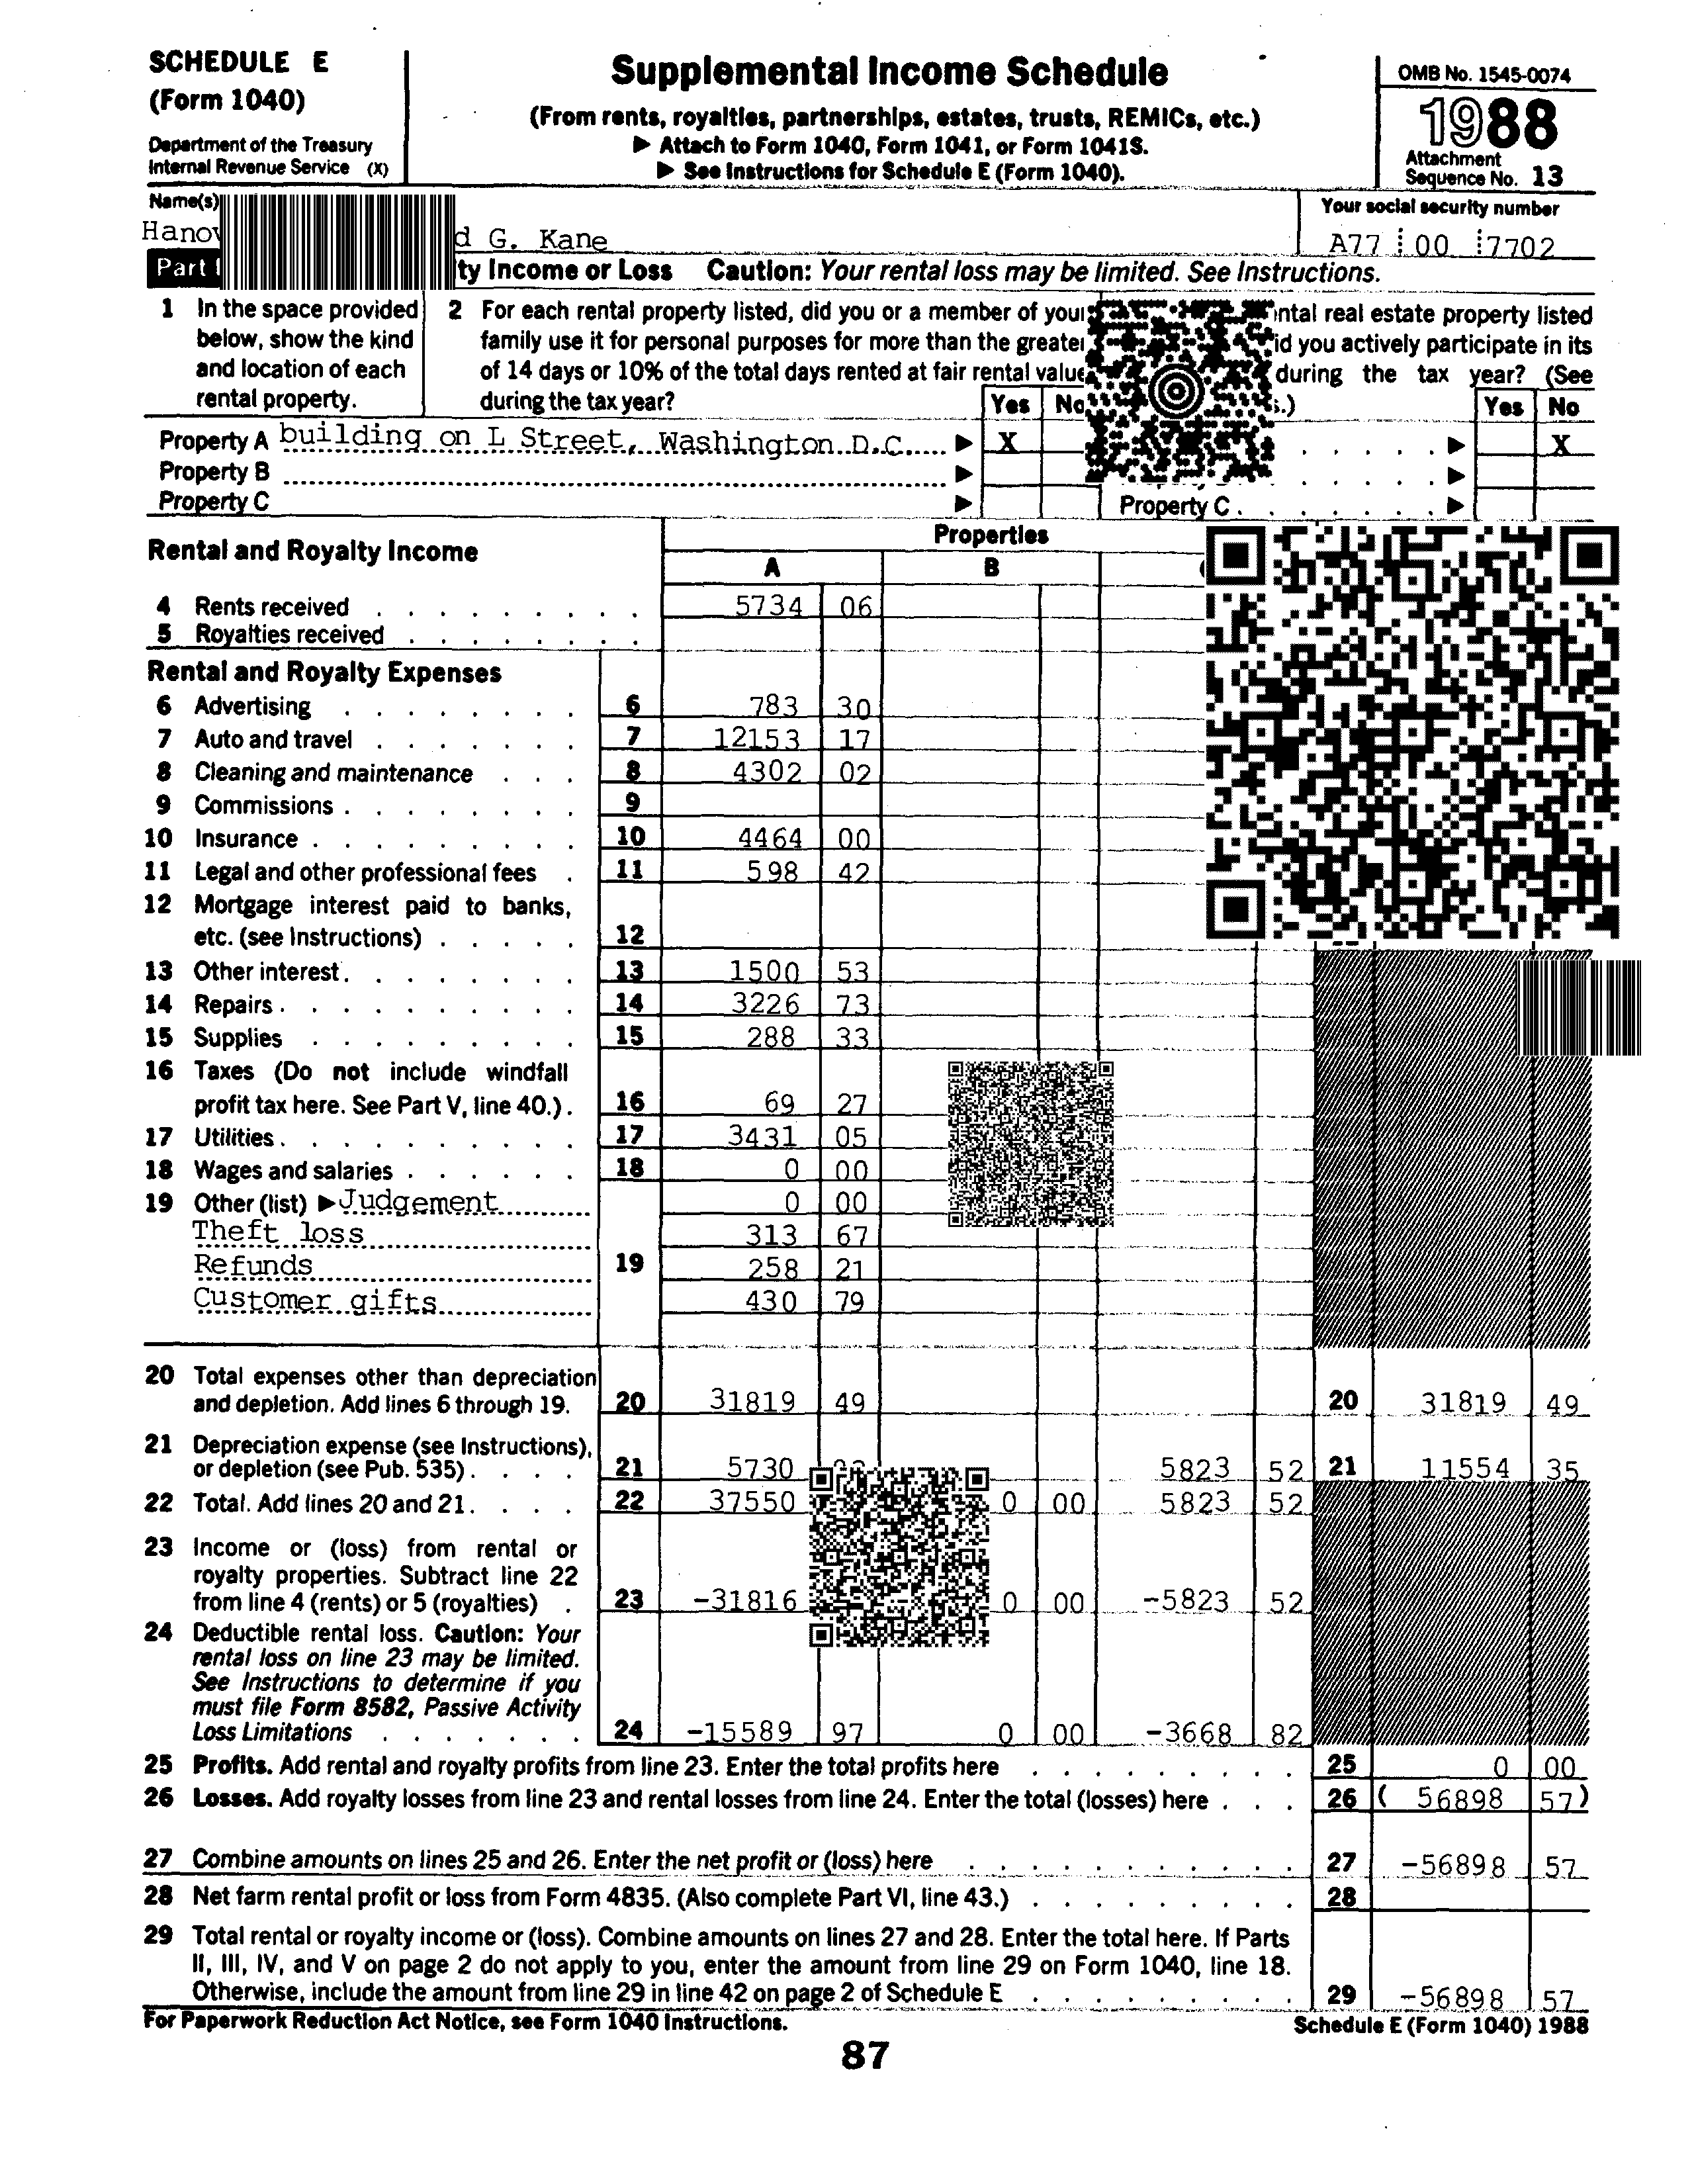 SCHEDULE E
(Form 1040)
Department of the Treasury
Internal Revenue Service (X)
Supplemental Income Schedule
(From rents, royalties, partnerships, estates, trusts, REMICs, etc.)
▶ Attach to Form 1040, Form 1041, or Form 1041S.
▶ See Instructions for Schedule E (Form 1040).
OMB No. 1545-0074
1988
Attachment
Sequence No. 13
Name(s)
d G. Kane
Your social security number
A77 00 7702
Part
Income or Loss Caution: Your rental loss may be limited. See Instructions.
1 In the space provided
below, show the kind
and location of each
rental property.
2 For each rental property listed, did you or a member of your
family use it for personal purposes for more than the greater
of 14 days or 10% of the total days rented at fair rental value
during the tax year?
Yes No
real estate property listed
you actively participate in its
during the tax year? (See
Yes No
Property A building on L Street, Washington D.C. ▶ X ▶ X
Property B ▶ ▶
Property C ▶ Property C ▶
Rental and Royalty Income
Properties
A B
4 Rents received 5734 06
5 Royalties received
Rental and Royalty Expenses
6 Advertising 6 783 30
7 Auto and travel 7 12153 17
8 Cleaning and maintenance 8 4302 02
9 Commissions 9
10 Insurance 10 4464 00
11 Legal and other professional fees 11 598 42
12 Mortgage interest paid to banks,
etc. (see Instructions) 12
13 Other interest 13 1500 53
14 Repairs 14 3226 73
15 Supplies 15 288 33
16 Taxes (Do not include windfall
profit tax here. See Part V, line 40.) 16 69 27
17 Utilities 17 3431 05
18 Wages and salaries 18 0 00
19 Other (list) ▶ Judgement 0 00
Theft loss 313 67
Refunds 19 258 21
Customer gifts 430 79
20 Total expenses other than depreciation
and depletion. Add lines 6 through 19. 20 31819 49 20 31819 49
21 Depreciation expense (see Instructions),
or depletion (see Pub. 535) 21 5730 5823 52 21 11554 35
22 Total. Add lines 20 and 21 22 37550 0 00 5823 52
23 Income or (loss) from rental or
royalty properties. Subtract line 22
from line 4 (rents) or 5 (royalties) 23 -31816 0 00 -5823 52
24 Deductible rental loss. Caution: Your
rental loss on line 23 may be limited.
See Instructions to determine if you
must file Form 8582, Passive Activity
Loss Limitations 24 -15589 97 0 00 -3668 82
25 Profits. Add rental and royalty profits from line 23. Enter the total profits here 25 0 00
26 Losses. Add royalty losses from line 23 and rental losses from line 24. Enter the total (losses) here 26 ( 56898 57)
27 Combine amounts on lines 25 and 26. Enter the net profit or (loss) here 27 -56898 57
28 Net farm rental profit or loss from Form 4835. (Also complete Part VI, line 43.) 28
29 Total rental or royalty income or (loss). Combine amounts on lines 27 and 28. Enter the total here. If Parts
II, III, IV, and V on page 2 do not apply to you, enter the amount from line 29 on Form 1040, line 18.
Otherwise, include the amount from line 29 in line 42 on page 2 of Schedule E 29 -56898 57
For Paperwork Reduction Act Notice, see Form 1040 Instructions.
Schedule E (Form 1040) 1988
87